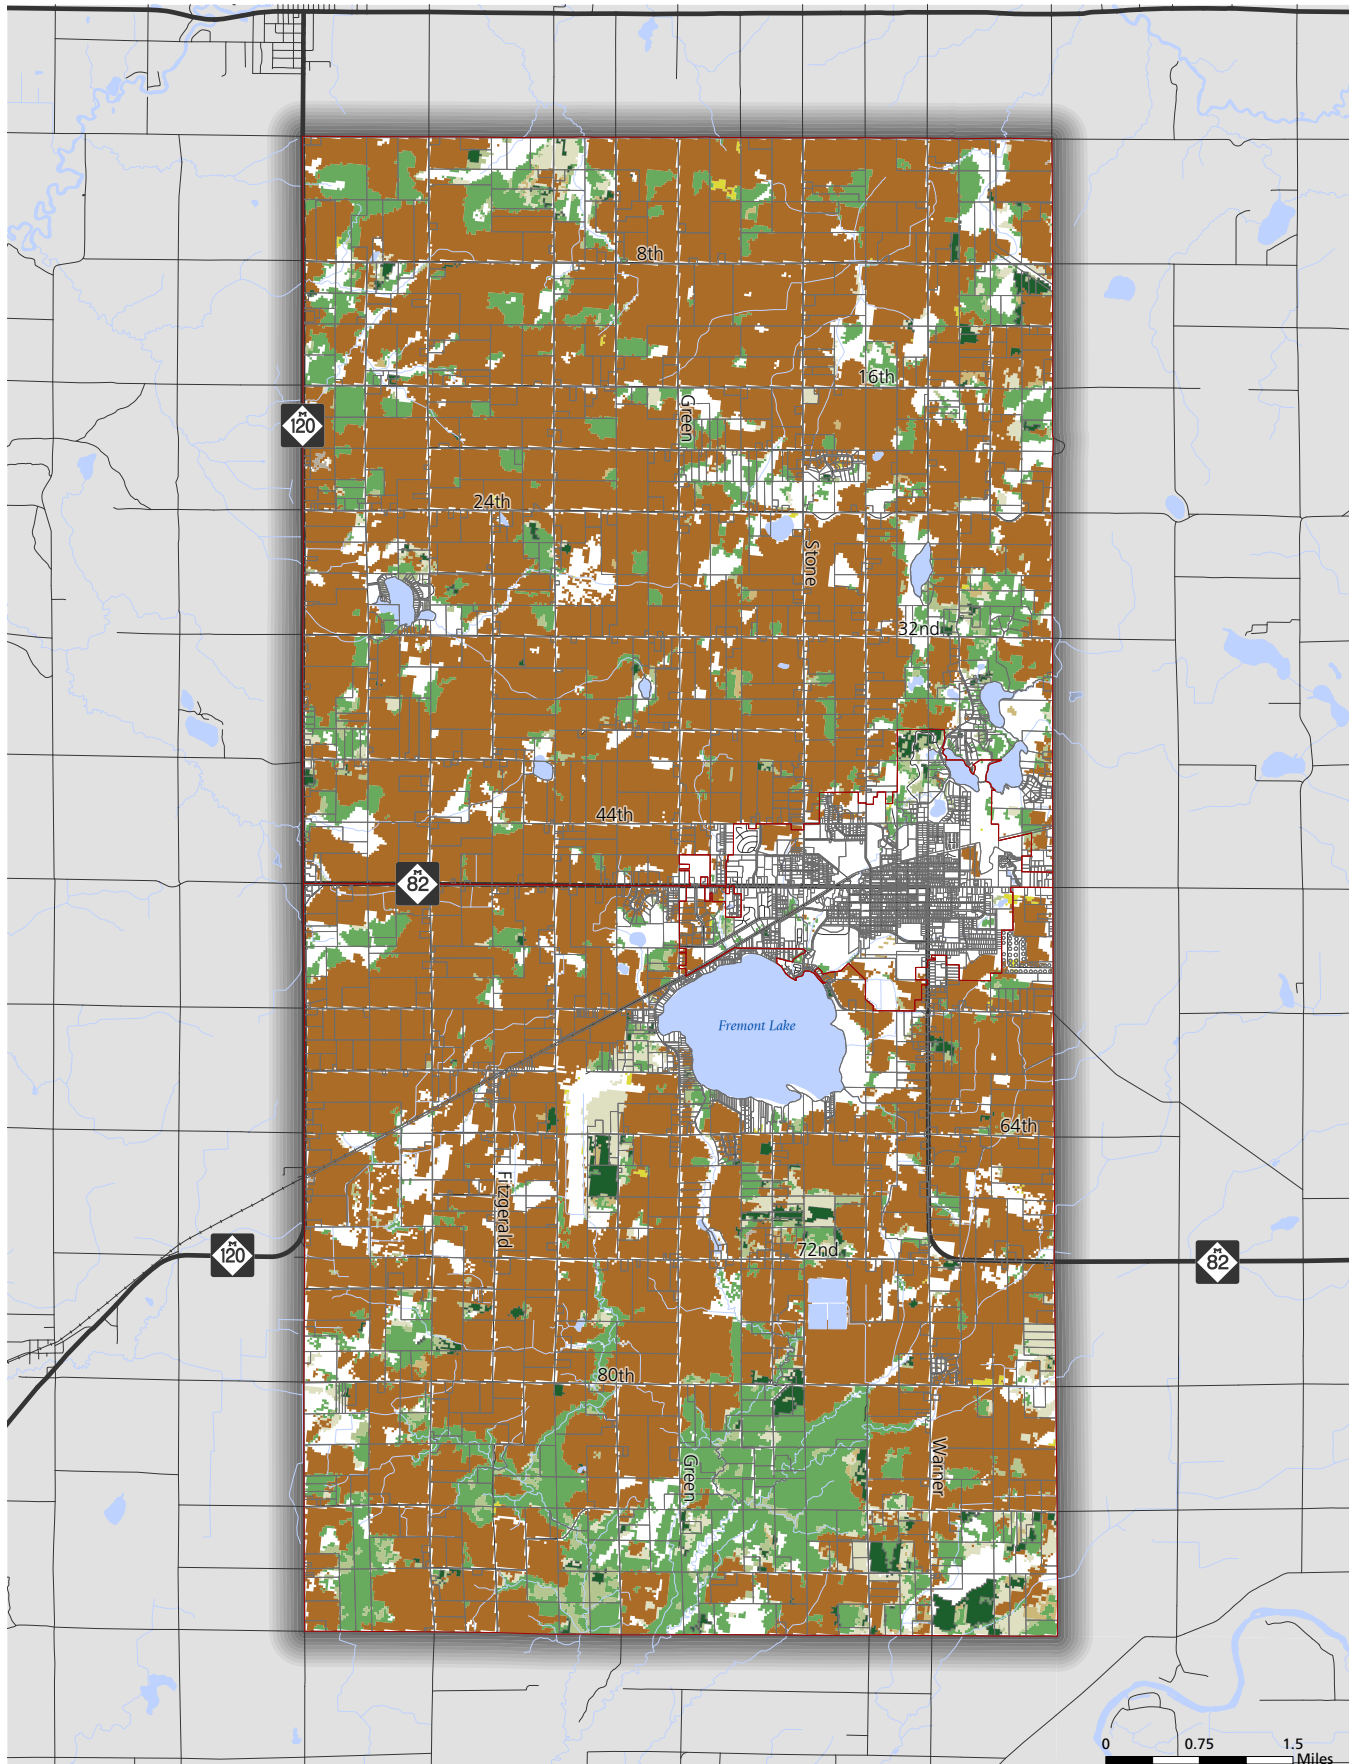 8th
16th
Green
M
120
24th
Stone
32nd
44th
M
82
Fremont Lake
64th
Fitzgerald
72nd
M
120
M
82
80th
Warner
Green
0 0.75 1.5
Miles